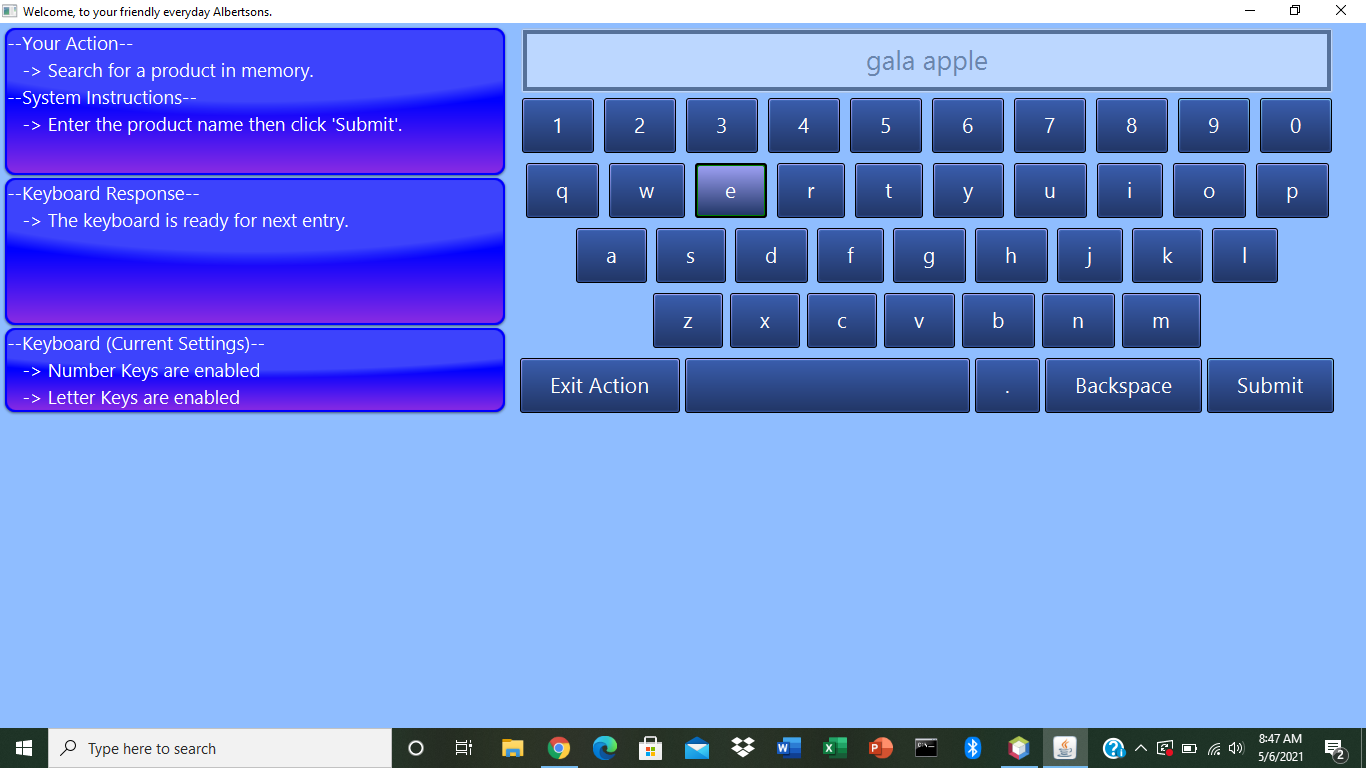 Welcome, to your friendly everyday Albertsons.
--Your Action--
-> Search for a product in memory.
--System Instructions--
-> Enter the product name then click 'Submit'.
--Keyboard Response--
-> The keyboard is ready for next entry.
--Keyboard (Current Settings)--
-> Number Keys are enabled
-> Letter Keys are enabled
gala apple
1 2 3 4 5 6 7 8 9 0
q w e r t y u i o p
a s d f g h j k l
z x c v b n m
Exit Action . Backspace Submit
Type here to search
8:47 AM
5/6/2021
2